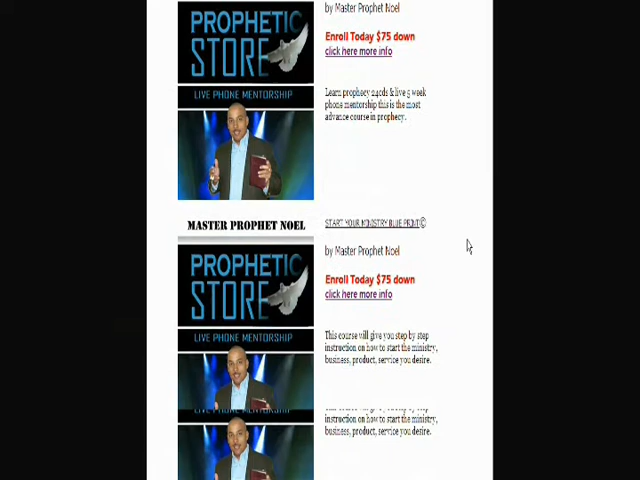 PROPHETIC
STORE
LIVE PHONE MENTORSHIP
by Master Prophet Noel
Enroll Today $75 down
click here more info
Learn prophecy 24cds & live 5 week
phone mentorship this is the most
advance course in prophecy.
MASTER PROPHET NOEL
PROPHETIC
STORE
LIVE PHONE MENTORSHIP
START YOUR MINISTRY BLUE PRINT©
by Master Prophet Noel
Enroll Today $75 down
click here more info
This course will give you step by step
instruction on how to start the ministry,
business, product, service you desire.
LIVE PHONE MENTORSHIP
instruction on how to start the ministry,
business, product, service you desire.